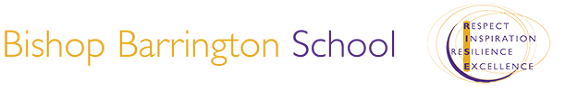 Bishop Barrington School
RESPECT
INSPIRATION
RESILIENCE
EXCELLENCE